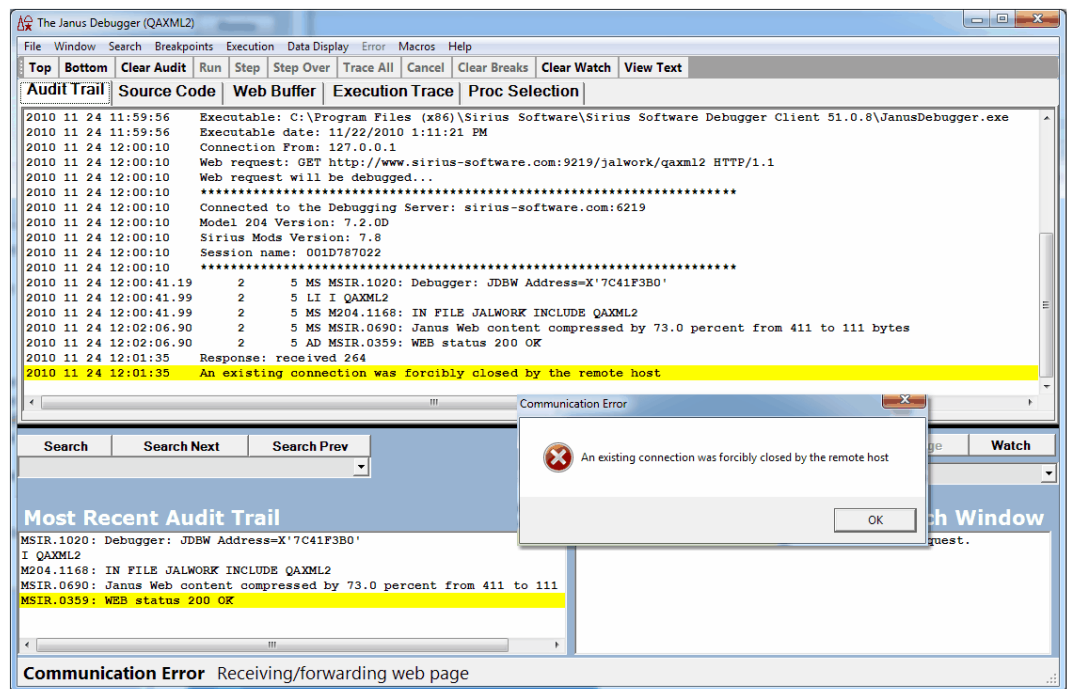 The Janus Debugger (QAXML2)
File Window Search Breakpoints Execution Data Display Error Macros Help
Top Bottom Clear Audit Run Step Step Over Trace All Cancel Clear Breaks Clear Watch View Text
Audit Trail Source Code Web Buffer Execution Trace Proc Selection
2010 11 24 11:59:56 Executable: C:\Program Files (x86)\Sirius Software\Sirius Software Debugger Client 51.0.8\JanusDebugger.exe
2010 11 24 11:59:56 Executable date: 11/22/2010 1:11:21 PM
2010 11 24 12:00:10 Connection From: 127.0.0.1
2010 11 24 12:00:10 Web request: GET http://www.sirius-software.com:9219/jalwork/qaxml2 HTTP/1.1
2010 11 24 12:00:10 Web request will be debugged...
2010 11 24 12:00:10 ***********************************************************************
2010 11 24 12:00:10 Connected to the Debugging Server: sirius-software.com:6219
2010 11 24 12:00:10 Model 204 Version: 7.2.0D
2010 11 24 12:00:10 Sirius Mods Version: 7.8
2010 11 24 12:00:10 Session name: 001D787022
2010 11 24 12:00:10 ***********************************************************************
2010 11 24 12:00:41.19 2 5 MS MSIR.1020: Debugger: JDBW Address=X'7C41F3B0'
2010 11 24 12:00:41.99 2 5 LI I QAXML2
2010 11 24 12:00:41.99 2 5 MS M204.1168: IN FILE JALWORK INCLUDE QAXML2
2010 11 24 12:02:06.90 2 5 MS MSIR.0690: Janus Web content compressed by 73.0 percent from 411 to 111 bytes
2010 11 24 12:02:06.90 2 5 AD MSIR.0359: WEB status 200 OK
2010 11 24 12:01:35 Response: received 264
2010 11 24 12:01:35 An existing connection was forcibly closed by the remote host
Communication Error
An existing connection was forcibly closed by the remote host
OK
Search Search Next Search Prev
ge Watch
Most Recent Audit Trail
ch Window
MSIR.1020: Debugger: JDBW Address=X'7C41F3B0'
I QAXML2
M204.1168: IN FILE JALWORK INCLUDE QAXML2
MSIR.0690: Janus Web content compressed by 73.0 percent from 411 to 111
MSIR.0359: WEB status 200 OK
quest.
Communication Error Receiving/forwarding web page